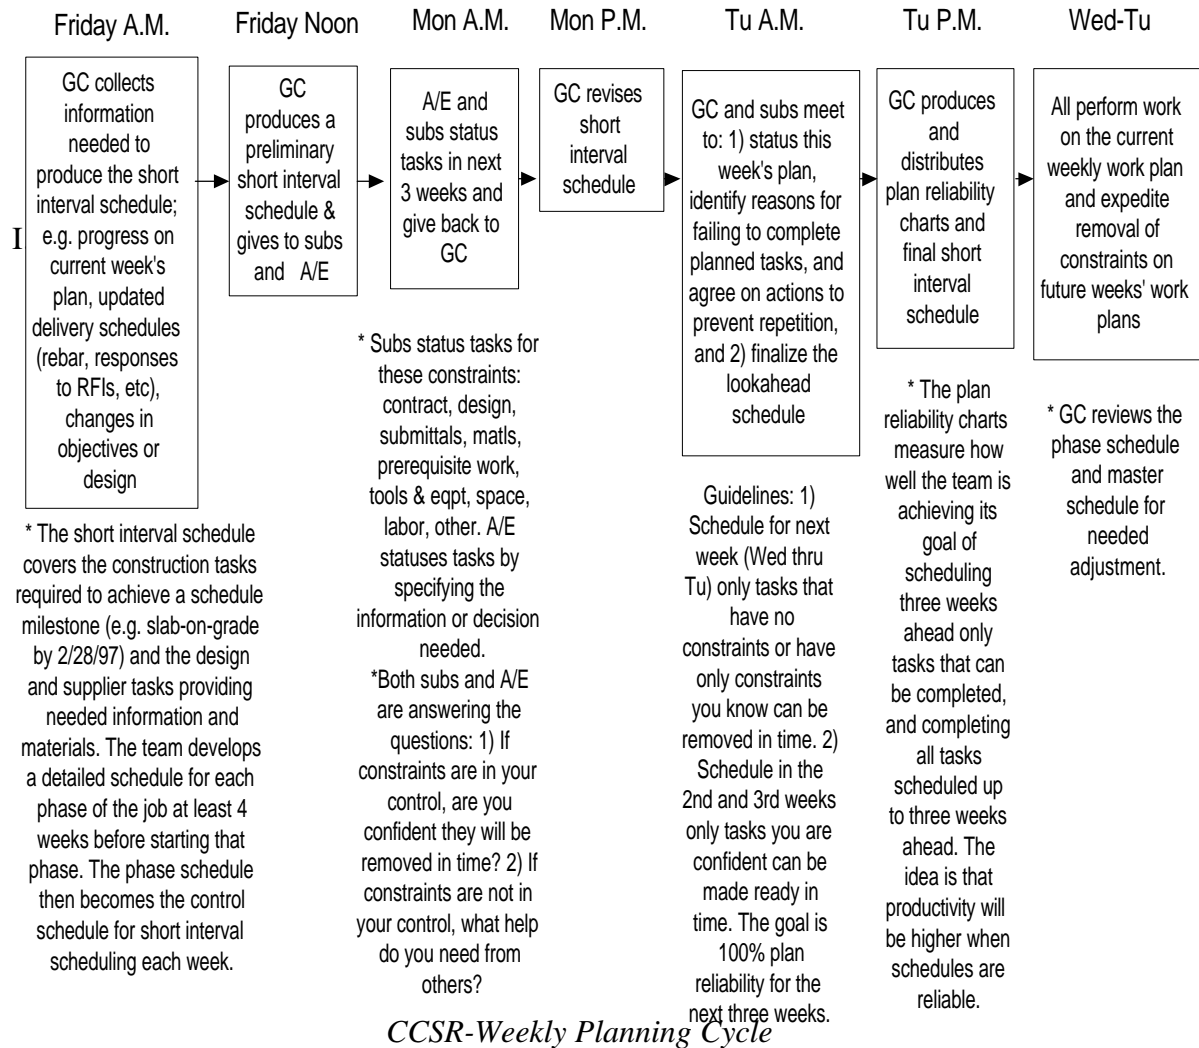 Friday A.M.
Friday Noon
Mon A.M.
Mon P.M.
Tu A.M.
Tu P.M.
Wed-Tu
GC collects
information
needed to
produce the short
interval schedule;
e.g. progress on
current week's
plan, updated
delivery schedules
(rebar, responses
to RFIs, etc),
changes in
objectives or
design
GC
produces a
preliminary
short interval
schedule &
gives to subs
and A/E
A/E and
subs status
tasks in next
3 weeks and
give back to
GC
GC revises
short
interval
schedule
GC and subs meet
to: 1) status this
week's plan,
identify reasons for
failing to complete
planned tasks, and
agree on actions to
prevent repetition,
and 2) finalize the
lookahead
schedule
GC produces
and
distributes
plan reliability
charts and
final short
interval
schedule
All perform work
on the current
weekly work plan
and expedite
removal of
constraints on
future weeks' work
plans
I
* The short interval schedule
covers the construction tasks
required to achieve a schedule
milestone (e.g. slab-on-grade
by 2/28/97) and the design
and supplier tasks providing
needed information and
materials. The team develops
a detailed schedule for each
phase of the job at least 4
weeks before starting that
phase. The phase schedule
then becomes the control
schedule for short interval
scheduling each week.
* Subs status tasks for
these constraints:
contract, design,
submittals, matls,
prerequisite work,
tools & eqpt, space,
labor, other. A/E
statuses tasks by
specifying the
information or decision
needed.
*Both subs and A/E
are answering the
questions: 1) If
constraints are in your
control, are you
confident they will be
removed in time? 2) If
constraints are not in
your control, what help
do you need from
others?
Guidelines: 1)
Schedule for next
week (Wed thru
Tu) only tasks that
have no
constraints or have
only constraints
you know can be
removed in time. 2)
Schedule in the
2nd and 3rd weeks
only tasks you are
confident can be
made ready in
time. The goal is
100% plan
reliability for the
next three weeks.
* The plan
reliability charts
measure how
well the team is
achieving its
goal of
scheduling
three weeks
ahead only
tasks that can
be completed,
and completing
all tasks
scheduled up
to three weeks
ahead. The
idea is that
productivity will
be higher when
schedules are
reliable.
* GC reviews the
phase schedule
and master
schedule for
needed
adjustment.
CCSR-Weekly Planning Cycle